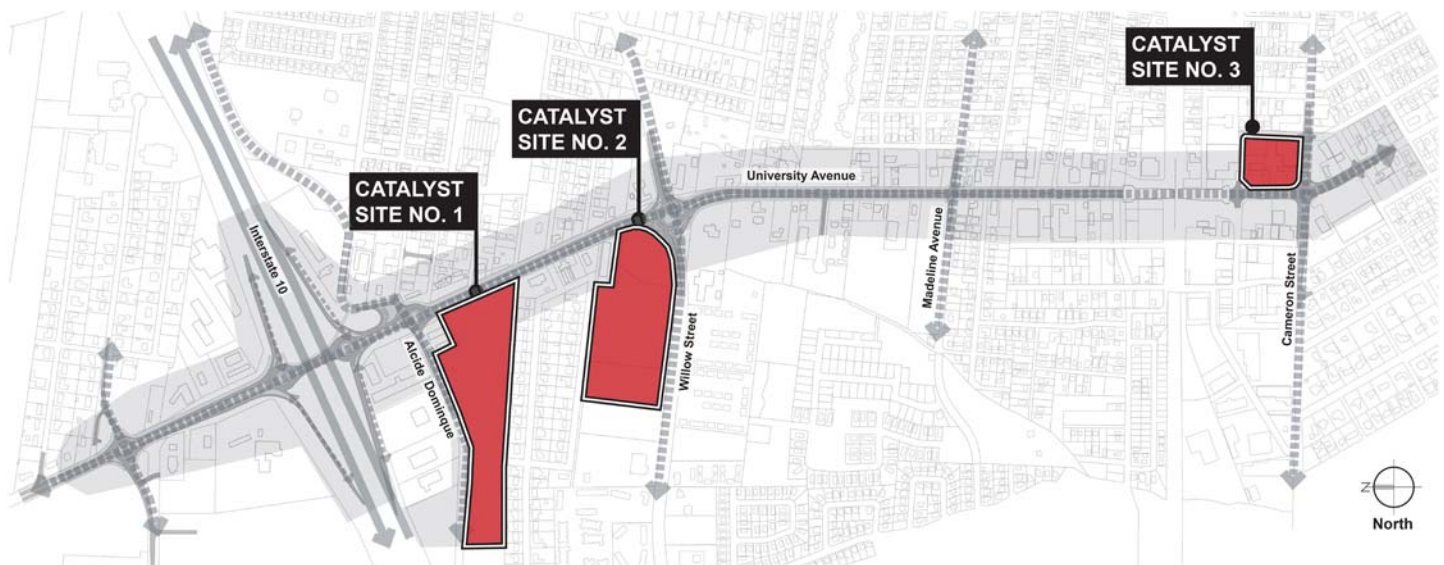 CATALYST
SITE NO. 3
CATALYST
SITE NO. 2
CATALYST
SITE NO. 1
University Avenue
Interstate 10
Alcide Dominque
Willow Street
Madeline Avenue
Cameron Street
N
North